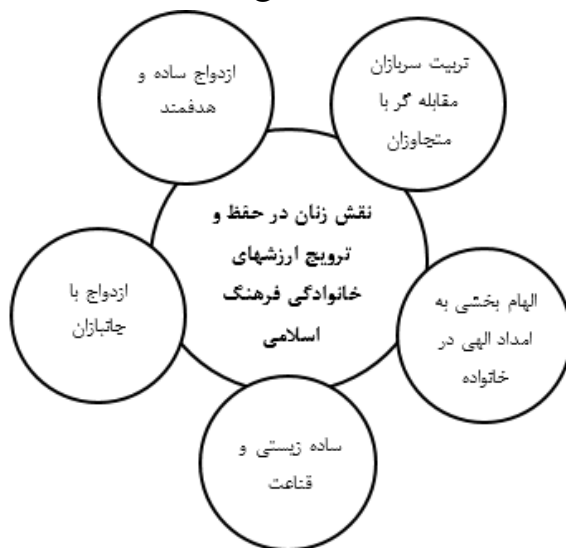 ازدواج ساده و
هدفمند
تربیت سربازان
مقابله گر با
متجاوزان
نقش زنان در حفظ و
ترویج ارزشهای
خانوادگی فرهنگ
اسلامی
ازدواج با
جانبازان
الهام بخشی به
امداد الهی در
خانواده
ساده زیستی و
قناعت